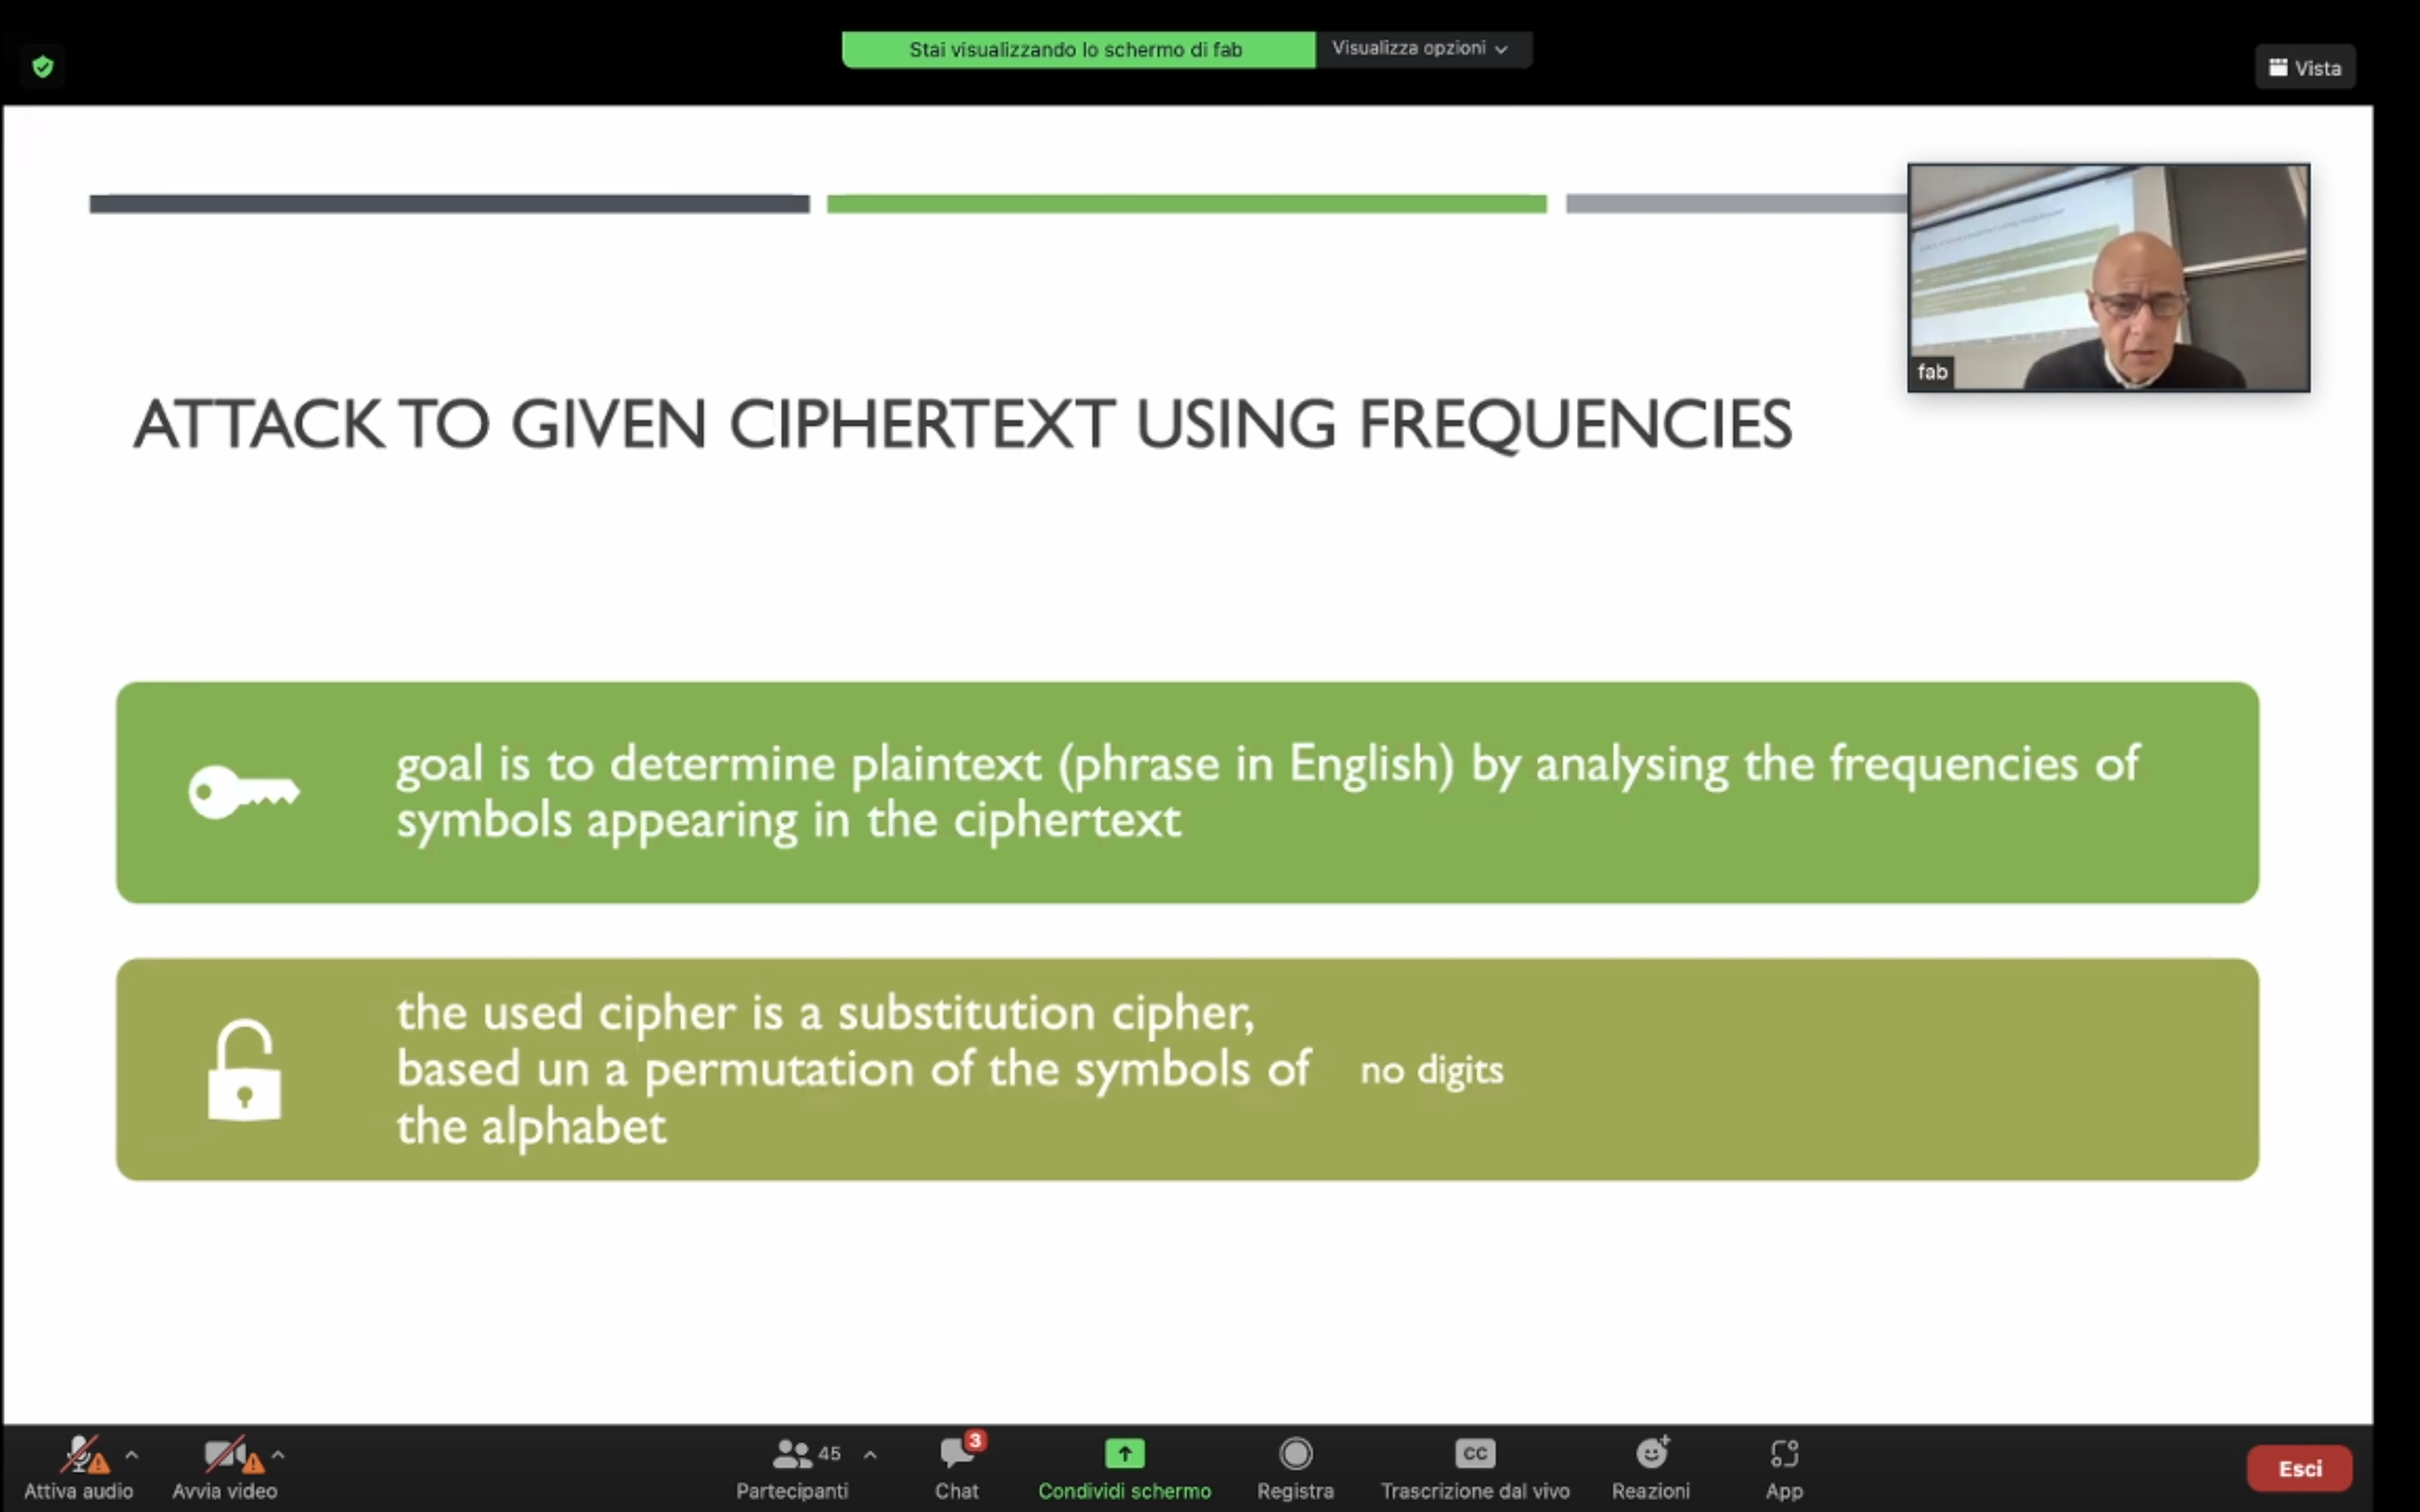 Stai visualizzando lo schermo di fab
Visualizza opzioni
Vista
fab
ATTACK TO GIVEN CIPHERTEXT USING FREQUENCIES
goal is to determine plaintext (phrase in English) by analysing the frequencies of
symbols appearing in the ciphertext
the used cipher is a substitution cipher,
based un a permutation of the symbols of no digits
the alphabet
Attiva audio
Avvia video
45
Partecipanti
3
Chat
Condividi schermo
Registra
CC
Trascrizione dal vivo
Reazioni
App
Esci